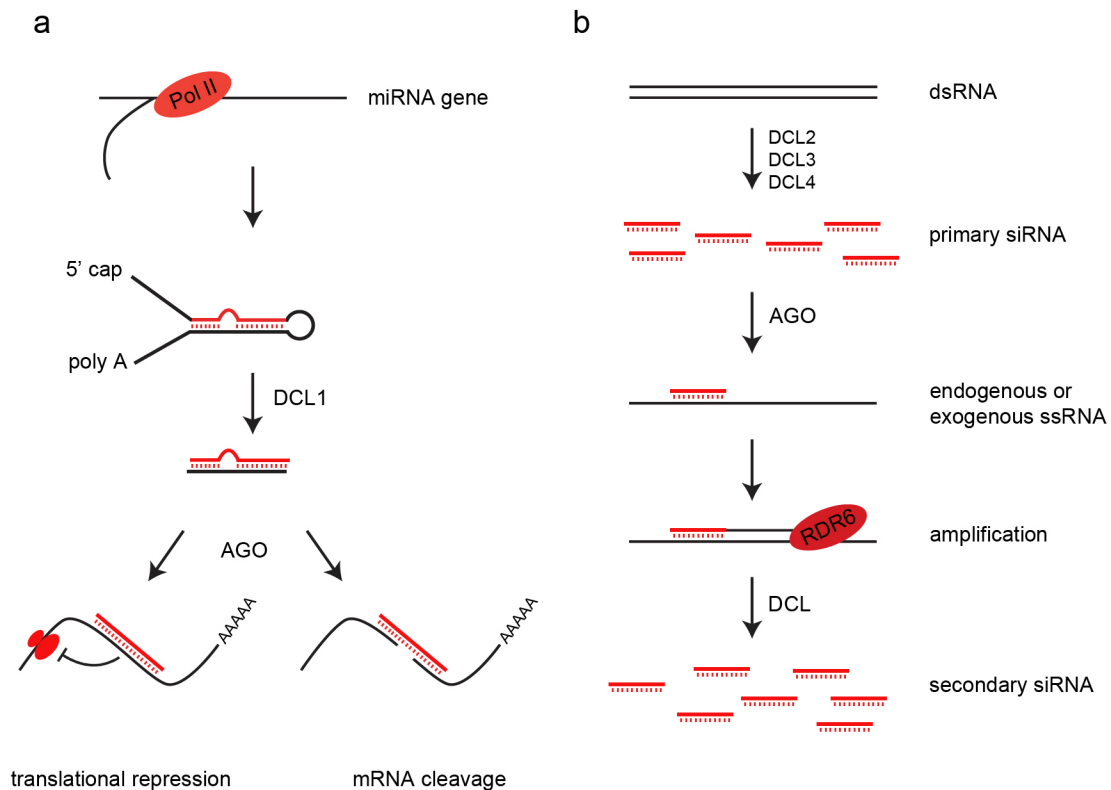 a
Pol II
miRNA gene
5’ cap
poly A
DCL1
AGO
AAAAA
AAAAA
translational repression
mRNA cleavage
b
dsRNA
DCL2
DCL3
DCL4
primary siRNA
AGO
endogenous or
exogenous ssRNA
RDR6
amplification
DCL
secondary siRNA